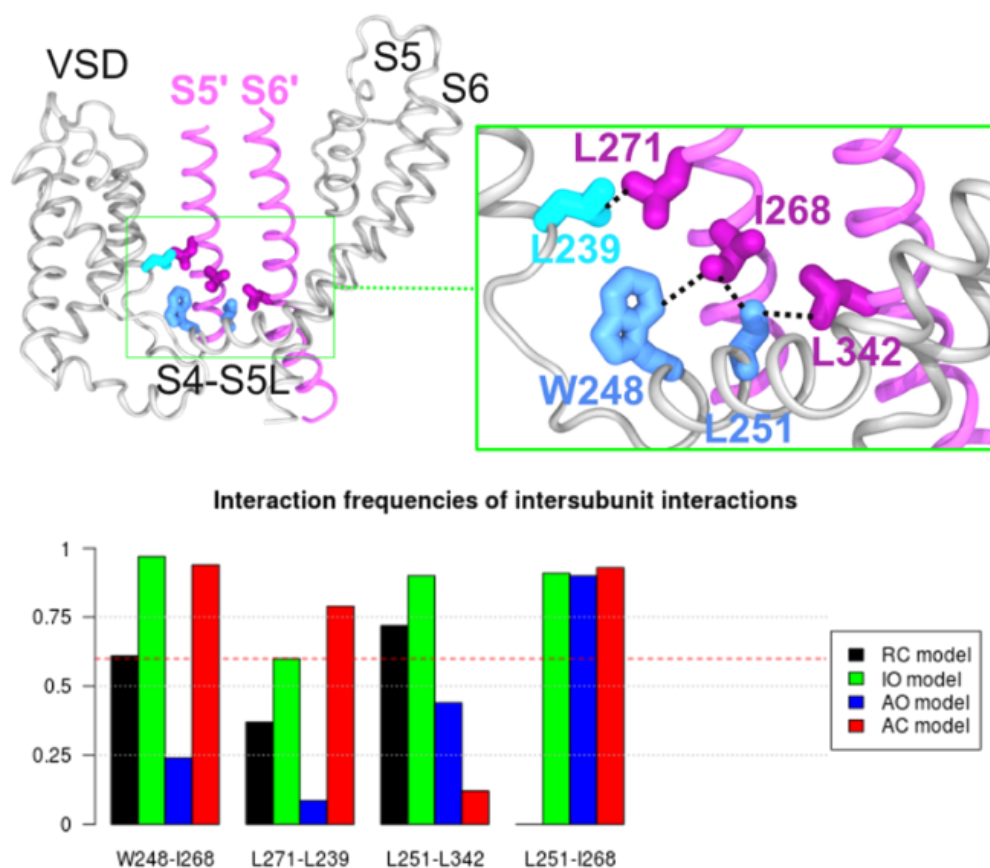 VSD
S5' S6'
S5
S6
S4-S5L
L271
I268
L239
L342
W248
L251
Interaction frequencies of intersubunit interactions
1
0.75
0.5
0.25
0
W248-I268 L271-L239 L251-L342 L251-I268
RC model
IO model
AO model
AC model